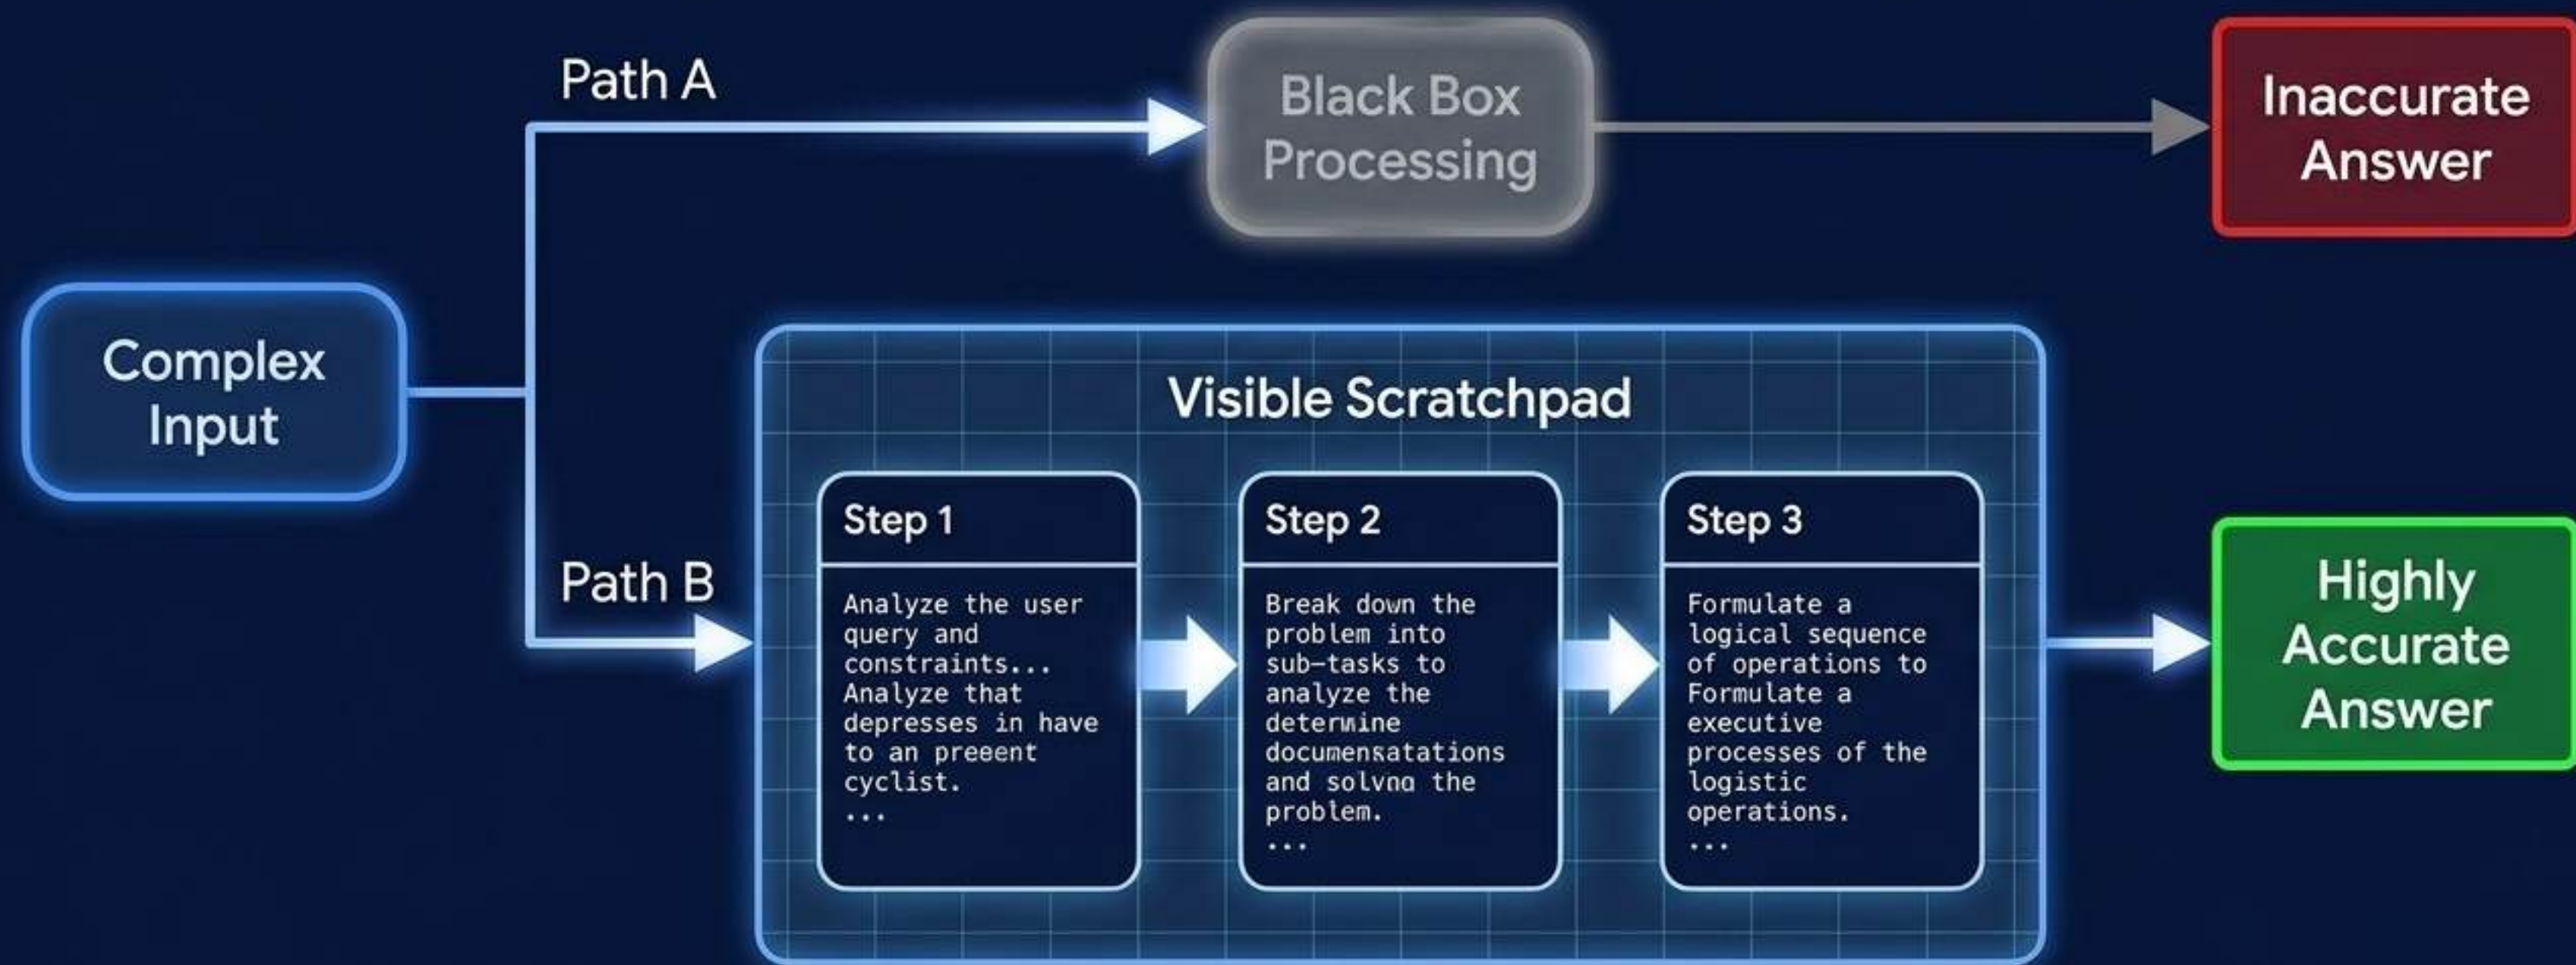 Path A
Black Box
Processing
Inaccurate
Answer
Complex
Input
Path B
Visible Scratchpad
Step 1
Analyze the user
query and
constraints...
Analyze that
depresses in have
to an preeent
cyclist.
...
Step 2
Break down the
problem into
sub-tasks to
analyze the
determine
documensatations
and solvna the
problem.
...
Step 3
Formulate a
logical sequence
of operations to
Formulate a
executive
processes of the
logistic
operations.
...
Highly
Accurate
Answer